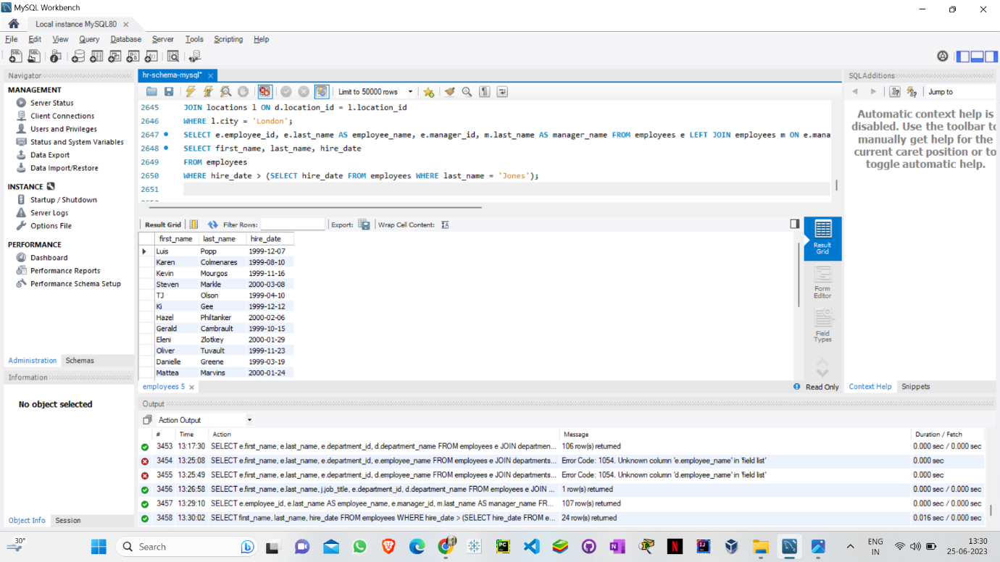 MySQL Workbench
Local instance MySQL80
File Edit View Query Database Server Tools Scripting Help
Navigator
MANAGEMENT
Server Status
Client Connections
Users and Privileges
Status and System Variables
Data Export
Data Import/Restore
INSTANCE
Startup / Shutdown
Server Logs
Options File
PERFORMANCE
Dashboard
Performance Reports
Performance Schema Setup
Administration Schemas
Information
No object selected
Object Info Session
hr-schema-mysql*
Limit to 50000 rows
2645 JOIN locations l ON d.location_id = l.location_id
2646 WHERE l.city = 'London';
2647 SELECT e.employee_id, e.last_name AS employee_name, e.manager_id, m.last_name AS manager_name FROM employees e LEFT JOIN employees m ON e.mana
2648 SELECT first_name, last_name, hire_date
2649 FROM employees
2650 WHERE hire_date > (SELECT hire_date FROM employees WHERE last_name = 'Jones');
2651
Result Grid Filter Rows: Export: Wrap Cell Content:
first_name last_name hire_date
Luis Popp 1999-12-07
Karen Colmenares 1999-08-10
Kevin Mourgos 1999-11-16
Steven Markle 2000-03-08
TJ Olson 1999-04-10
Ki Gee 1999-12-12
Hazel Philtanker 2000-02-06
Gerald Cambrault 1999-10-15
Eleni Zlotkey 2000-01-29
Oliver Tuvault 1999-11-23
Danielle Greene 1999-03-19
Mattea Marvins 2000-01-24
Result
Grid
Form
Editor
Field
Types
employees 5
Read Only
SQLAdditions
Jump to
Automatic context help is
disabled. Use the toolbar to
manually get help for the
current caret position or to
toggle automatic help.
Context Help Snippets
Output
Action Output
# Time Action Message Duration / Fetch
3453 13:17:30 SELECT e.first_name, e.last_name, e.department_id, d.department_name FROM employees e JOIN departmen... 106 row(s) returned 0.000 sec / 0.000 sec
3454 13:25:08 SELECT e.first_name, e.last_name, e.department_id, e.employee_name FROM employees e JOIN departments... Error Code: 1054. Unknown column 'e.employee_name' in 'field list' 0.000 sec
3455 13:25:49 SELECT e.first_name, e.last_name, e.department_id, d.employee_name FROM employees e JOIN departments... Error Code: 1054. Unknown column 'd.employee_name' in 'field list' 0.000 sec
3456 13:26:58 SELECT e.first_name, e.last_name, j.job_title, e.department_id, d.department_name FROM employees e JOIN ... 1 row(s) returned 0.000 sec / 0.000 sec
3457 13:29:10 SELECT e.employee_id, e.last_name AS employee_name, e.manager_id, m.last_name AS manager_name FR... 107 row(s) returned 0.000 sec / 0.000 sec
3458 13:30:02 SELECT first_name, last_name, hire_date FROM employees WHERE hire_date > (SELECT hire_date FROM e... 24 row(s) returned 0.016 sec / 0.000 sec
30°
Search
ENG
IN
13:30
25-06-2023